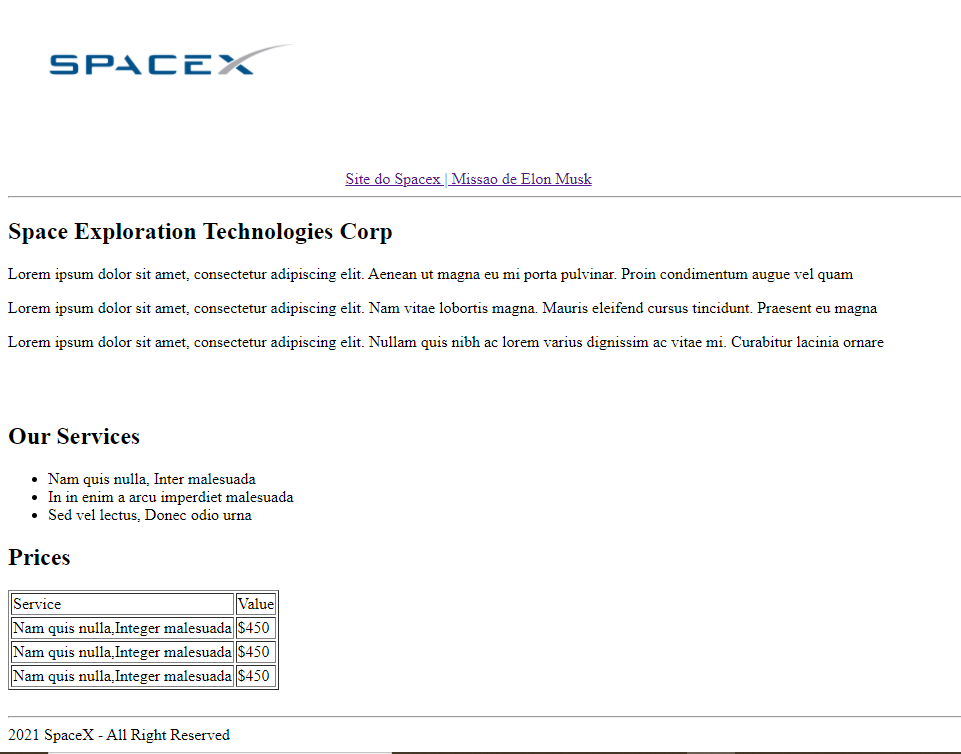 SPACEX
Site do Spacex | Missao de Elon Musk
Space Exploration Technologies Corp
Lorem ipsum dolor sit amet, consectetur adipiscing elit. Aenean ut magna eu mi porta pulvinar. Proin condimentum augue vel quam
Lorem ipsum dolor sit amet, consectetur adipiscing elit. Nam vitae lobortis magna. Mauris eleifend cursus tincidunt. Praesent eu magna
Lorem ipsum dolor sit amet, consectetur adipiscing elit. Nullam quis nibh ac lorem varius dignissim ac vitae mi. Curabitur lacinia ornare
Our Services
• Nam quis nulla, Inter malesuada
• In in enim a arcu imperdiet malesuada
• Sed vel lectus, Donec odio urna
Prices
Service Value
Nam quis nulla,Integer malesuada $450
Nam quis nulla,Integer malesuada $450
Nam quis nulla,Integer malesuada $450
2021 SpaceX - All Right Reserved